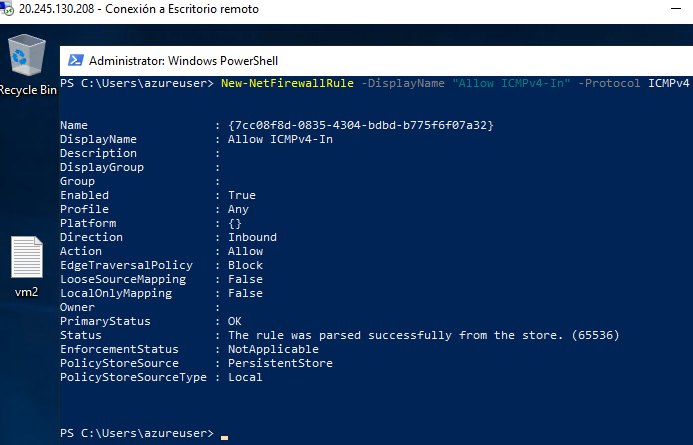 20.245.130.208 - Conexión a Escritorio remoto
Recycle Bin
Administrator: Windows PowerShell
PS C:\Users\azureuser> New-NetFirewallRule -DisplayName "Allow ICMPv4-In" -Protocol ICMPv4
Name                  : {7cc08f8d-0835-4304-bdbd-b775f6f07a32}
DisplayName           : Allow ICMPv4-In
Description           :
DisplayGroup          :
Group                 :
Enabled               : True
Profile               : Any
Platform              : {}
Direction             : Inbound
Action                : Allow
EdgeTraversalPolicy   : Block
LooseSourceMapping    : False
LocalOnlyMapping      : False
Owner                 :
PrimaryStatus         : OK
Status                : The rule was parsed successfully from the store. (65536)
EnforcementStatus     : NotApplicable
PolicyStoreSource     : PersistentStore
PolicyStoreSourceType : Local
vm2
PS C:\Users\azureuser>